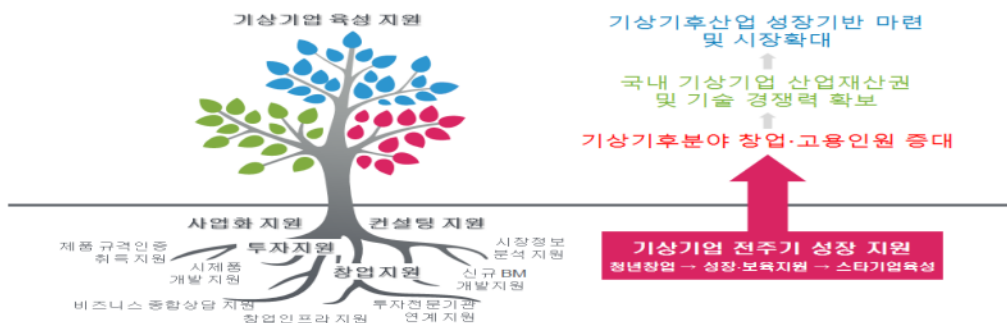 기상기업 육성 지원
사업화 지원
컨설팅 지원
투자지원
창업지원
제품 규격인증
취득 지원
시제품
개발 지원
비즈니스 종합상담 지원
창업인프라 지원
시장정보
분석 지원
신규 BM
개발지원
투자전문기관
연계 지원
기상기후산업 성장기반 마련
및 시장확대
국내 기상기업 산업재산권
및 기술 경쟁력 확보
기상기후분야 창업·고용인원 증대
기상기업 전주기 성장 지원
청년창업 → 성장·보육지원 → 스타기업육성